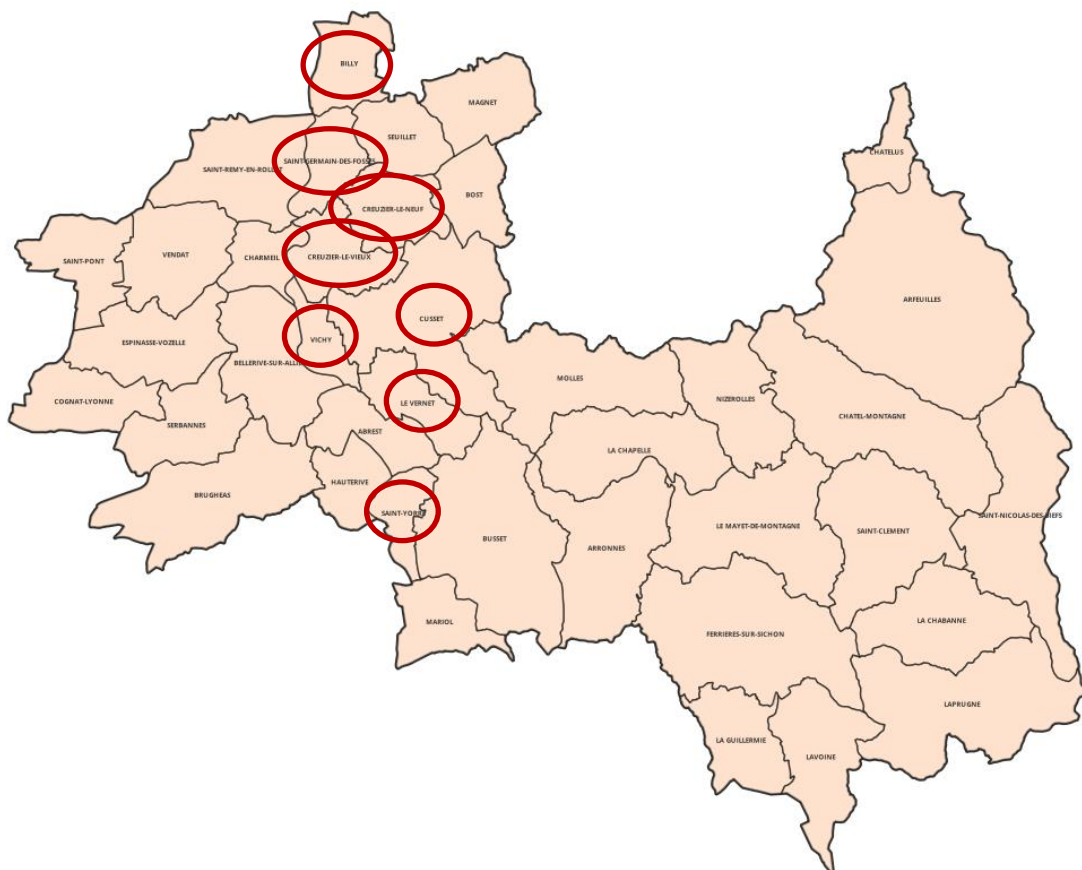 BILLY
MAGNET
SEUILLET
CHATELUS
SAINT-GERMAIN-DES-FOSSES
SAINT-REMY-EN-ROLLAT
BOST
CREUZIER-LE-NEUF
VENDAT
CHARMEIL
CREUZIER-LE-VIEUX
SAINT-PONT
ARFEUILLES
CUSSET
VICHY
ESPINASSE-VOZELLE
BELLERIVE-SUR-ALLIER
MOLLES
NIZEROLLES
COGNAT-LYONNE
LE VERNET
CHATEL-MONTAGNE
SERBANNES
ABREST
LA CHAPELLE
HAUTERIVE
BRUGHEAS
SAINT-YORRE
SAINT-NICOLAS-DES-BIEFS
LE MAYET-DE-MONTAGNE
SAINT-CLEMENT
BUSSET
ARRONNES
MARIOL
LA CHABANNE
FERRIERES-SUR-SICHON
LAPRUGNE
LA GUILLERMIE
LAVOINE